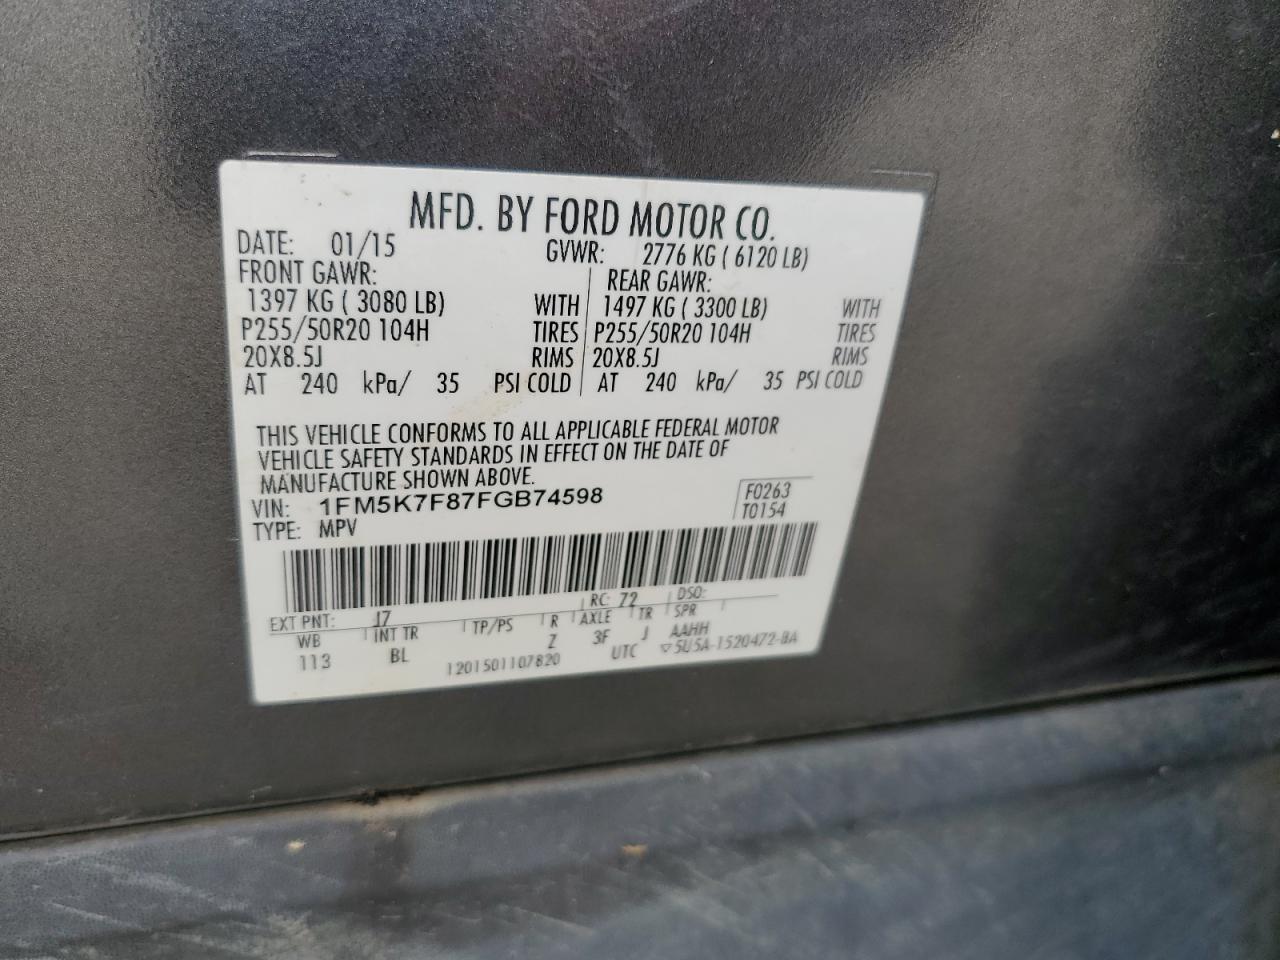 MFD. BY FORD MOTOR CO.
DATE: 01/15 GVWR: 2776 KG ( 6120 LB)
FRONT GAWR: REAR GAWR:
1397 KG ( 3080 LB) WITH 1497 KG ( 3300 LB) WITH
P255/50R20 104H TIRES P255/50R20 104H TIRES
20X8.5J RIMS 20X8.5J RIMS
AT 240 kPa/ 35 PSI COLD AT 240 kPa/ 35 PSI COLD
THIS VEHICLE CONFORMS TO ALL APPLICABLE FEDERAL MOTOR
VEHICLE SAFETY STANDARDS IN EFFECT ON THE DATE OF
MANUFACTURE SHOWN ABOVE.
VIN: 1FM5K7F87FGB74598 F0263
TYPE: MPV T0154
EXT PNT: J7 RC: 72 DSO:
WB INT TR TP/PS R AXLE TR SPR
113 BL Z 3F J AAHH
1201501107820 UTC ▽5U5A-1520472-BA